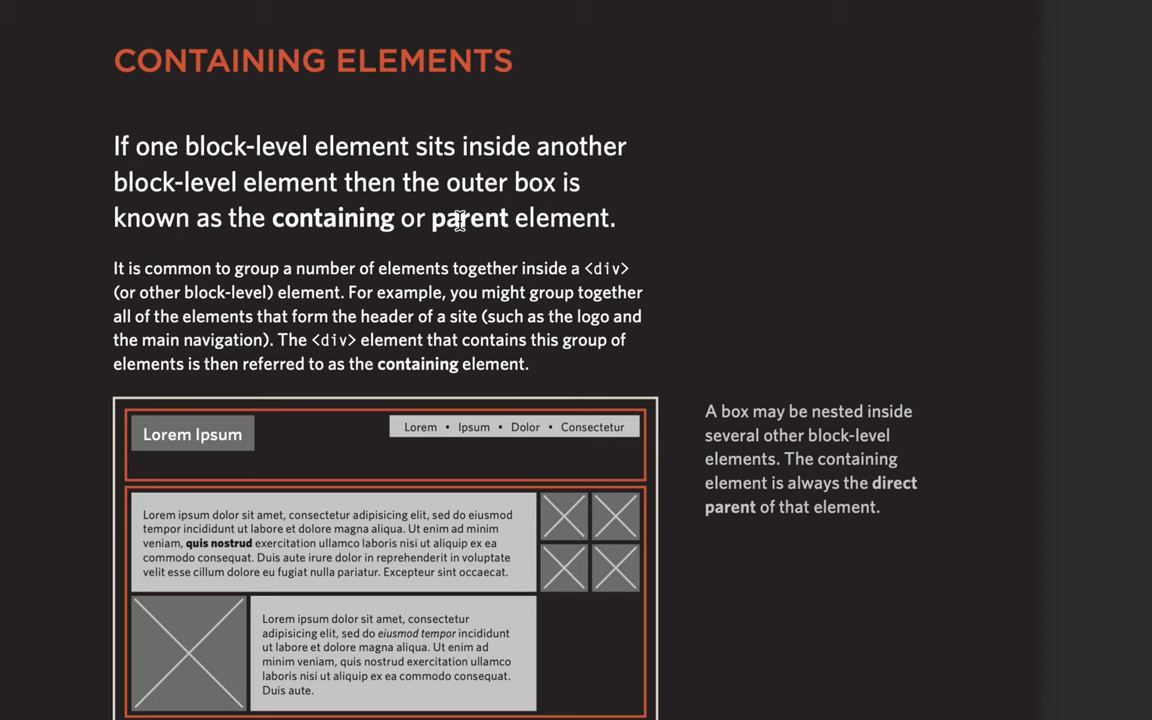 CONTAINING ELEMENTS
If one block-level element sits inside another
block-level element then the outer box is
known as the containing or parent element.
It is common to group a number of elements together inside a <div>
(or other block-level) element. For example, you might group together
all of the elements that form the header of a site (such as the logo and
the main navigation). The <div> element that contains this group of
elements is then referred to as the containing element.
Lorem Ipsum
Lorem • Ipsum • Dolor • Consectetur
Lorem ipsum dolor sit amet, consectetur adipisicing elit, sed do eiusmod
tempor incididunt ut labore et dolore magna aliqua. Ut enim ad minim
veniam, quis nostrud exercitation ullamco laboris nisi ut aliquip ex ea
commodo consequat. Duis aute irure dolor in reprehenderit in voluptate
velit esse cillum dolore eu fugiat nulla pariatur. Excepteur sint occaecat.
Lorem ipsum dolor sit amet, consectetur
adipisicing elit, sed do eiusmod tempor incididunt
ut labore et dolore magna aliqua. Ut enim ad
minim veniam, quis nostrud exercitation ullamco
laboris nisi ut aliquip ex ea commodo consequat.
Duis aute.
A box may be nested inside
several other block-level
elements. The containing
element is always the direct
parent of that element.